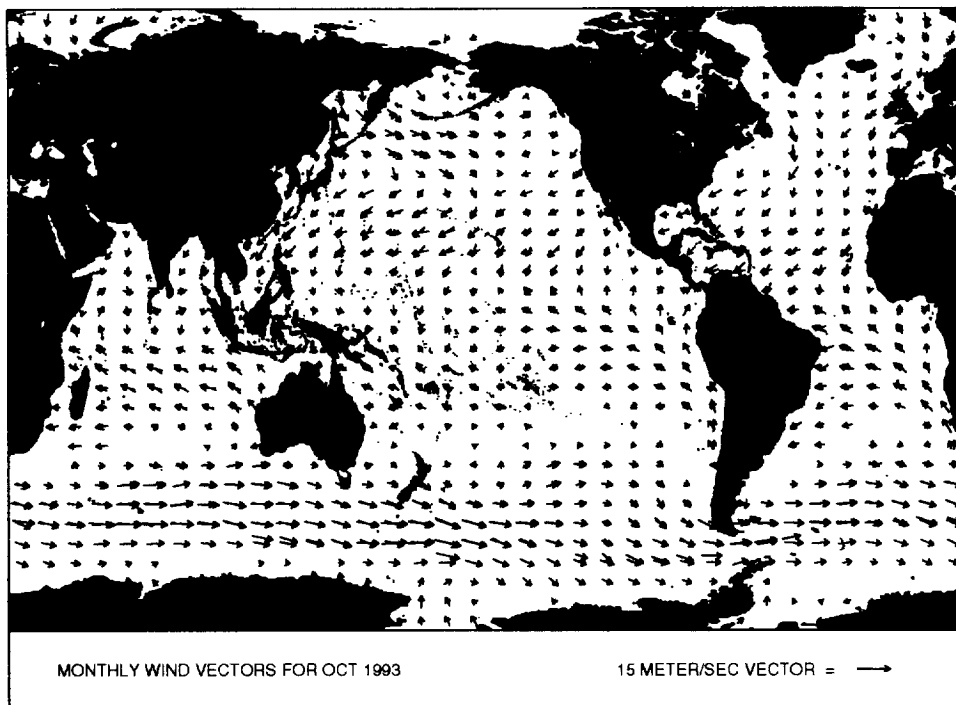 MONTHLY WIND VECTORS FOR OCT 1993
15 METER/SEC VECTOR =